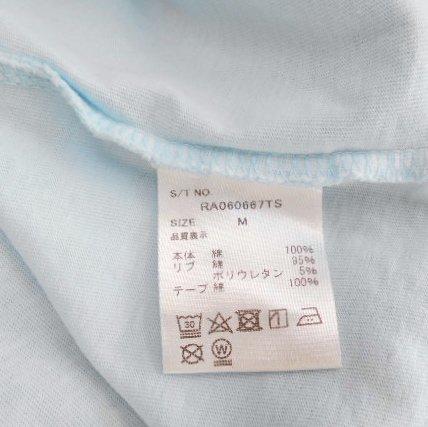 S/T NO.
RA060667TS
SIZE M
品質表示
本体 綿 100%
リブ 綿 95%
ポリウレタン 5%
テープ 綿 100%
30
W